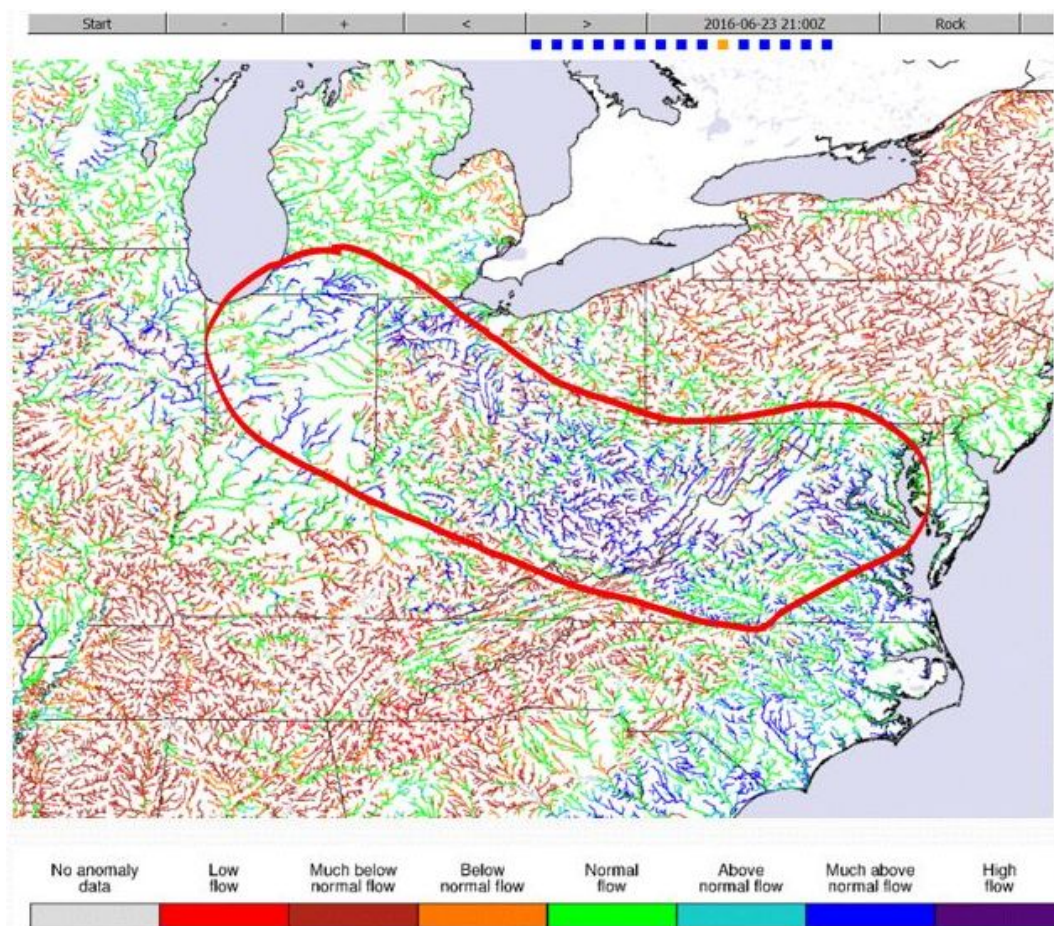 Start - + < > 2016-06-23 21:00Z Rock
No anomaly data
Low flow
Much below normal flow
Below normal flow
Normal flow
Above normal flow
Much above normal flow
High flow